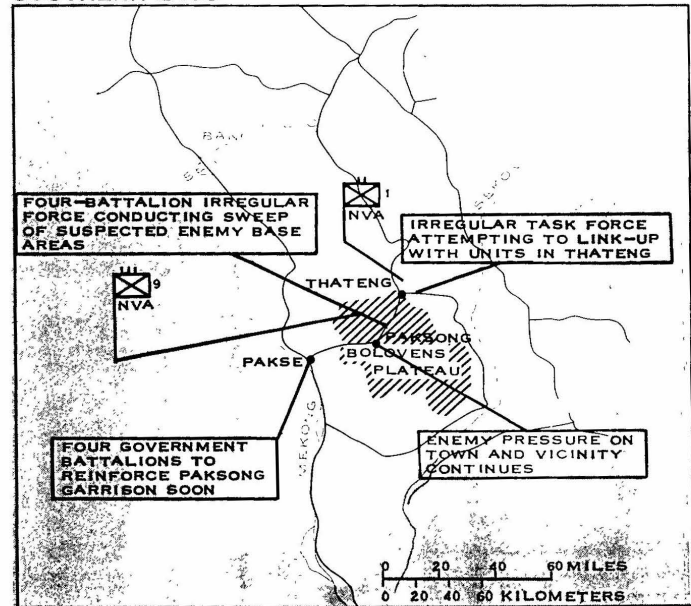 1
NVA
FOUR-BATTALION IRREGULAR
FORCE CONDUCTING SWEEP
OF SUSPECTED ENEMY BASE
AREAS
IRREGULAR TASK FORCE
ATTEMPTING TO LINK-UP
WITH UNITS IN THATENG
9
NVA
THATENG
PAKSONG
BOLOVENS
PLATEAU
PAKSE
MEKONG
FOUR GOVERNMENT
BATTALIONS TO
REINFORCE PAKSONG
GARRISON SOON
ENEMY PRESSURE ON
TOWN AND VICINITY
CONTINUES
0 20 40 60 MILES
0 20 40 60 KILOMETERS